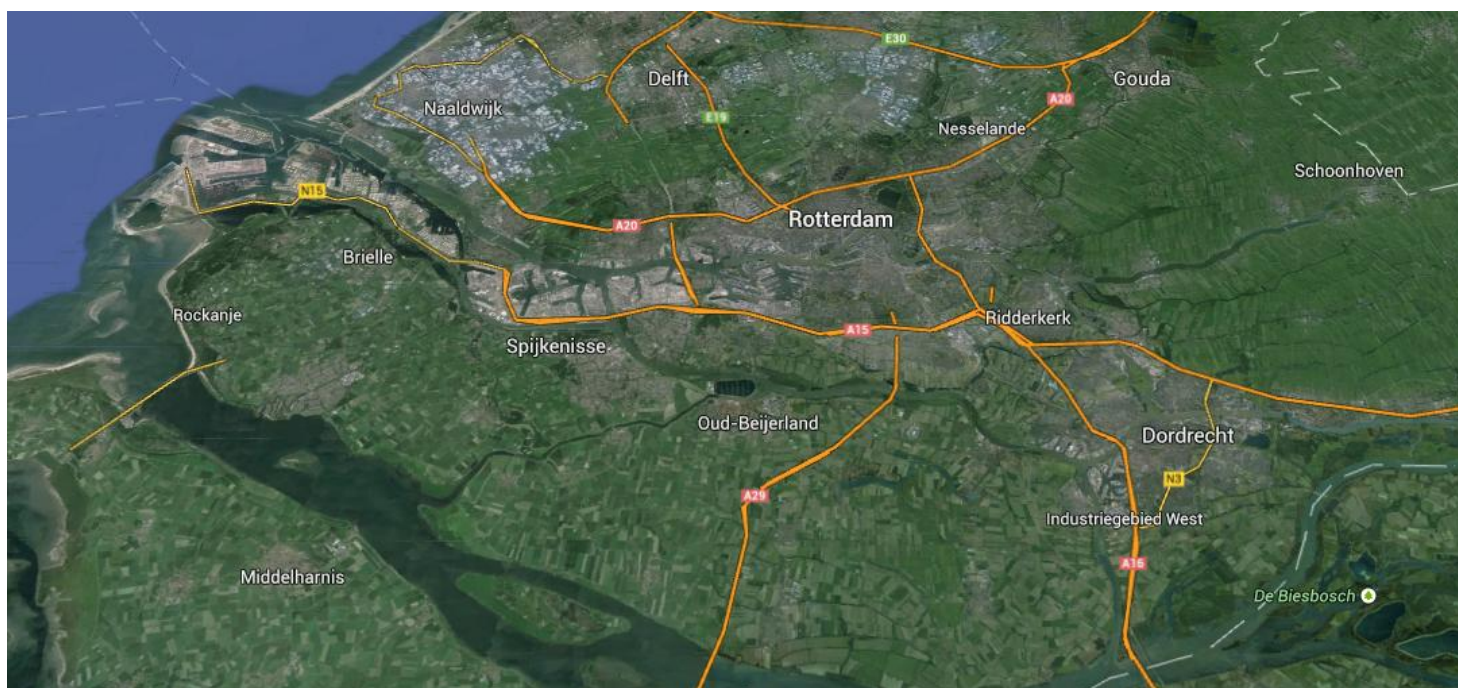 E30
Delft
Gouda
Naaldwijk
A20
E19
Nesselande
Schoonhoven
N15
Rotterdam
A20
Brielle
Rockanje
Ridderkerk
A15
Spijkenisse
Oud-Beijerland
Dordrecht
N3
A29
Industriegebied West
A16
Middelharnis
De Biesbosch